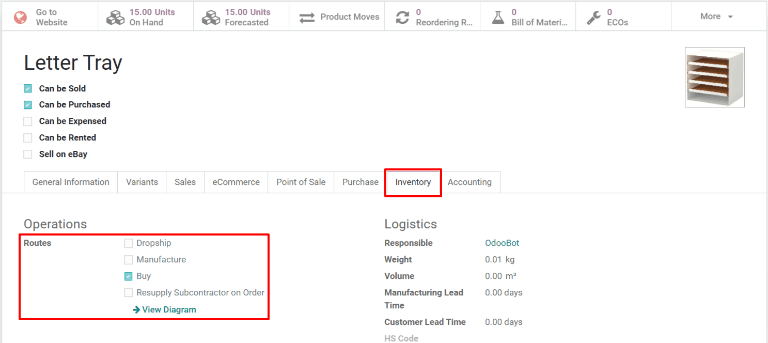 Go to
Website
15.00 Units
On Hand
15.00 Units
Forecasted
Product Moves
0
Reordering R...
0
Bill of Materi...
0
ECOs
More
Letter Tray
Can be Sold
Can be Purchased
Can be Expensed
Can be Rented
Sell on eBay
General Information
Variants
Sales
eCommerce
Point of Sale
Purchase
Inventory
Accounting
Operations
Routes
Dropship
Manufacture
Buy
Resupply Subcontractor on Order
View Diagram
Logistics
Responsible OdooBot
Weight 0.01 kg
Volume 0.00 m³
Manufacturing Lead 0.00 days
Time
Customer Lead Time 0.00 days
HS Code